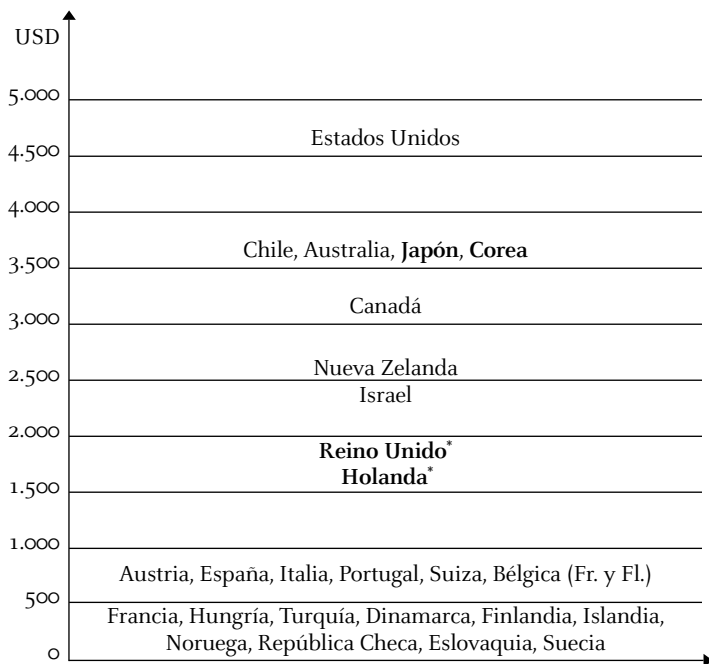 USD
5.000
Estados Unidos
4.500
4.000
Chile, Australia, Japón, Corea
3.500
Canadá
3.000
Nueva Zelanda
2.500
Israel
2.000
Reino Unido*
Holanda*
1.500
1.000
Austria, España, Italia, Portugal, Suiza, Bélgica (Fr. y Fl.)
500
Francia, Hungría, Turquía, Dinamarca, Finlandia, Islandia,
Noruega, República Checa, Eslovaquia, Suecia
0